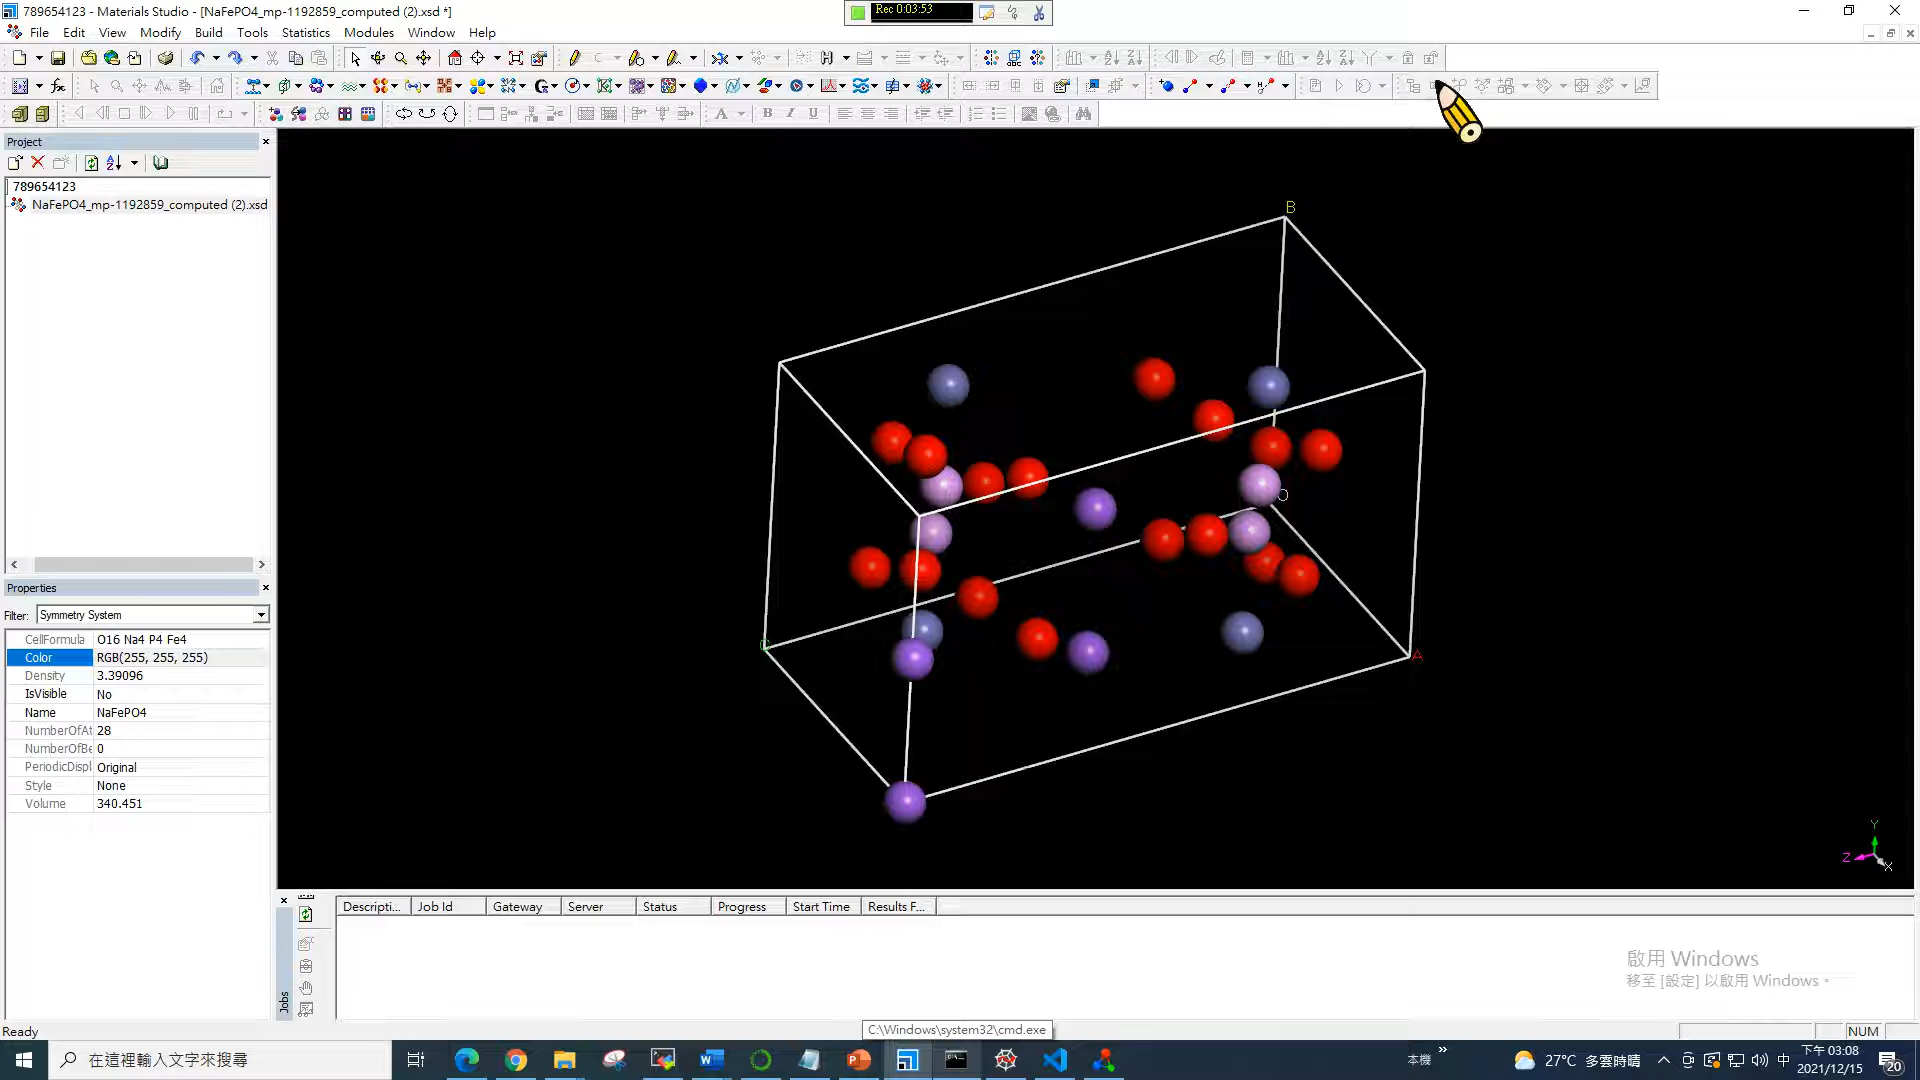 789654123 - Materials Studio - [NaFePO4_mp-1192859_computed (2).xsd *]
Rec 0:03:53
File Edit View Modify Build Tools Statistics Modules Window Help
Project
789654123
NaFePO4_mp-1192859_computed (2).xsd
Properties
Filter: Symmetry System
CellFormula O16 Na4 P4 Fe4
Color RGB(255, 255, 255)
Density 3.39096
IsVisible No
Name NaFePO4
NumberOfAt 28
NumberOfBe 0
PeriodicDispl Original
Style None
Volume 340.451
B
O
C
A
Y
Z
X
Jobs
Descripti... Job Id Gateway Server Status Progress Start Time Results F...
啟用 Windows
移至 [設定] 以啟用 Windows。
C:\Windows\system32\cmd.exe
Ready
NUM
在這裡輸入文字來搜尋
本機
27°C 多雲時晴
中
下午 03:08
2021/12/15
20